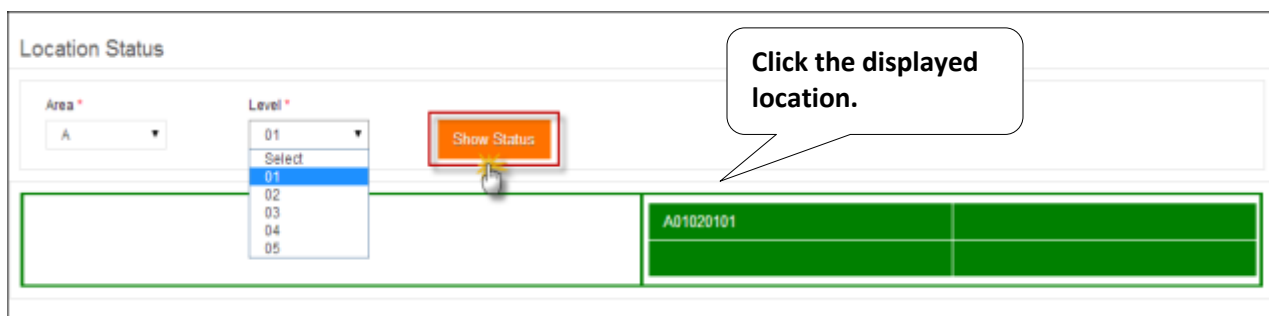 Location Status
Click the displayed
location.
Area *
Level *
A
01
Show Status
Select
01
02
03
04
05
A01020101